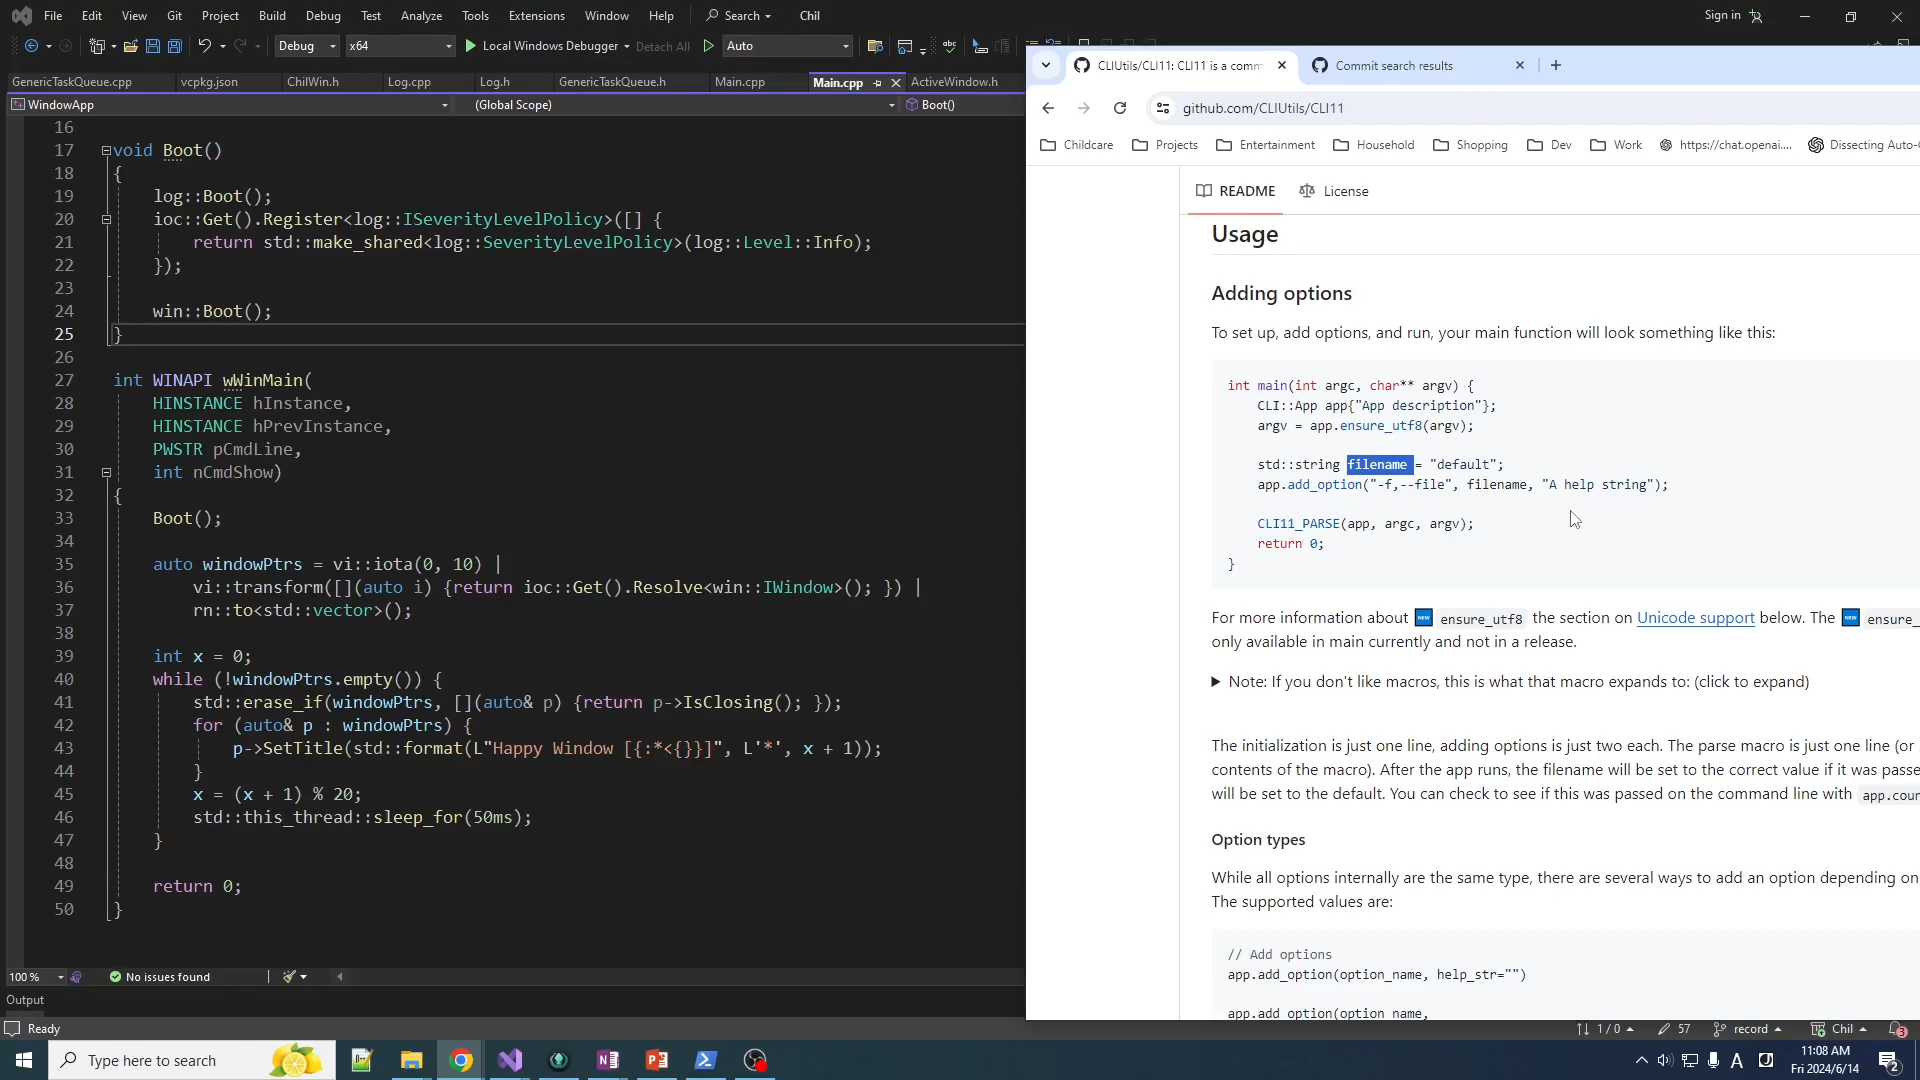 File Edit View Git Project Build Debug Test Analyze Tools Extensions Window Help Search Chil Sign in
Debug x64 Local Windows Debugger Detach All Auto
GenericTaskQueue.cpp vcpkg.json ChilWin.h Log.cpp Log.h GenericTaskQueue.h Main.cpp Main.cpp ActiveWindow.h
WindowApp (Global Scope) Boot()
16
17 void Boot()
18 {
19 log::Boot();
20 ioc::Get().Register<log::ISeverityLevelPolicy>([] {
21 return std::make_shared<log::SeverityLevelPolicy>(log::Level::Info);
22 });
23
24 win::Boot();
25 }
26
27 int WINAPI wWinMain(
28 HINSTANCE hInstance,
29 HINSTANCE hPrevInstance,
30 PWSTR pCmdLine,
31 int nCmdShow)
32 {
33 Boot();
34
35 auto windowPtrs = vi::iota(0, 10) |
36 vi::transform([](auto i) {return ioc::Get().Resolve<win::IWindow>(); }) |
37 rn::to<std::vector>();
38
39 int x = 0;
40 while (!windowPtrs.empty()) {
41 std::erase_if(windowPtrs, [](auto& p) {return p->IsClosing(); });
42 for (auto& p : windowPtrs) {
43 p->SetTitle(std::format(L"Happy Window [{:*<{}}]", L'*', x + 1));
44 }
45 x = (x + 1) % 20;
46 std::this_thread::sleep_for(50ms);
47 }
48
49 return 0;
50 }
100 % No issues found
Output
Ready
CLIUtils/CLI11: CLI11 is a comm Commit search results
github.com/CLIUtils/CLI11
Childcare Projects Entertainment Household Shopping Dev Work https://chat.openai.... Dissecting Auto-
README License
Usage
Adding options
To set up, add options, and run, your main function will look something like this:
int main(int argc, char** argv) {
CLI::App app{"App description"};
argv = app.ensure_utf8(argv);
std::string filename = "default";
app.add_option("-f,--file", filename, "A help string");
CLI11_PARSE(app, argc, argv);
return 0;
}
For more information about NEW ensure_utf8 the section on Unicode support below. The NEW ensure_
only available in main currently and not in a release.
Note: If you don't like macros, this is what that macro expands to: (click to expand)
The initialization is just one line, adding options is just two each. The parse macro is just one line (or
contents of the macro). After the app runs, the filename will be set to the correct value if it was passe
will be set to the default. You can check to see if this was passed on the command line with app.coun
Option types
While all options internally are the same type, there are several ways to add an option depending on
The supported values are:
// Add options
app.add_option(option_name, help_str="")
app.add_option(option_name,
1 / 0 57 record Chil 3
Type here to search
A 11:08 AM
Fri 2024/6/14 2